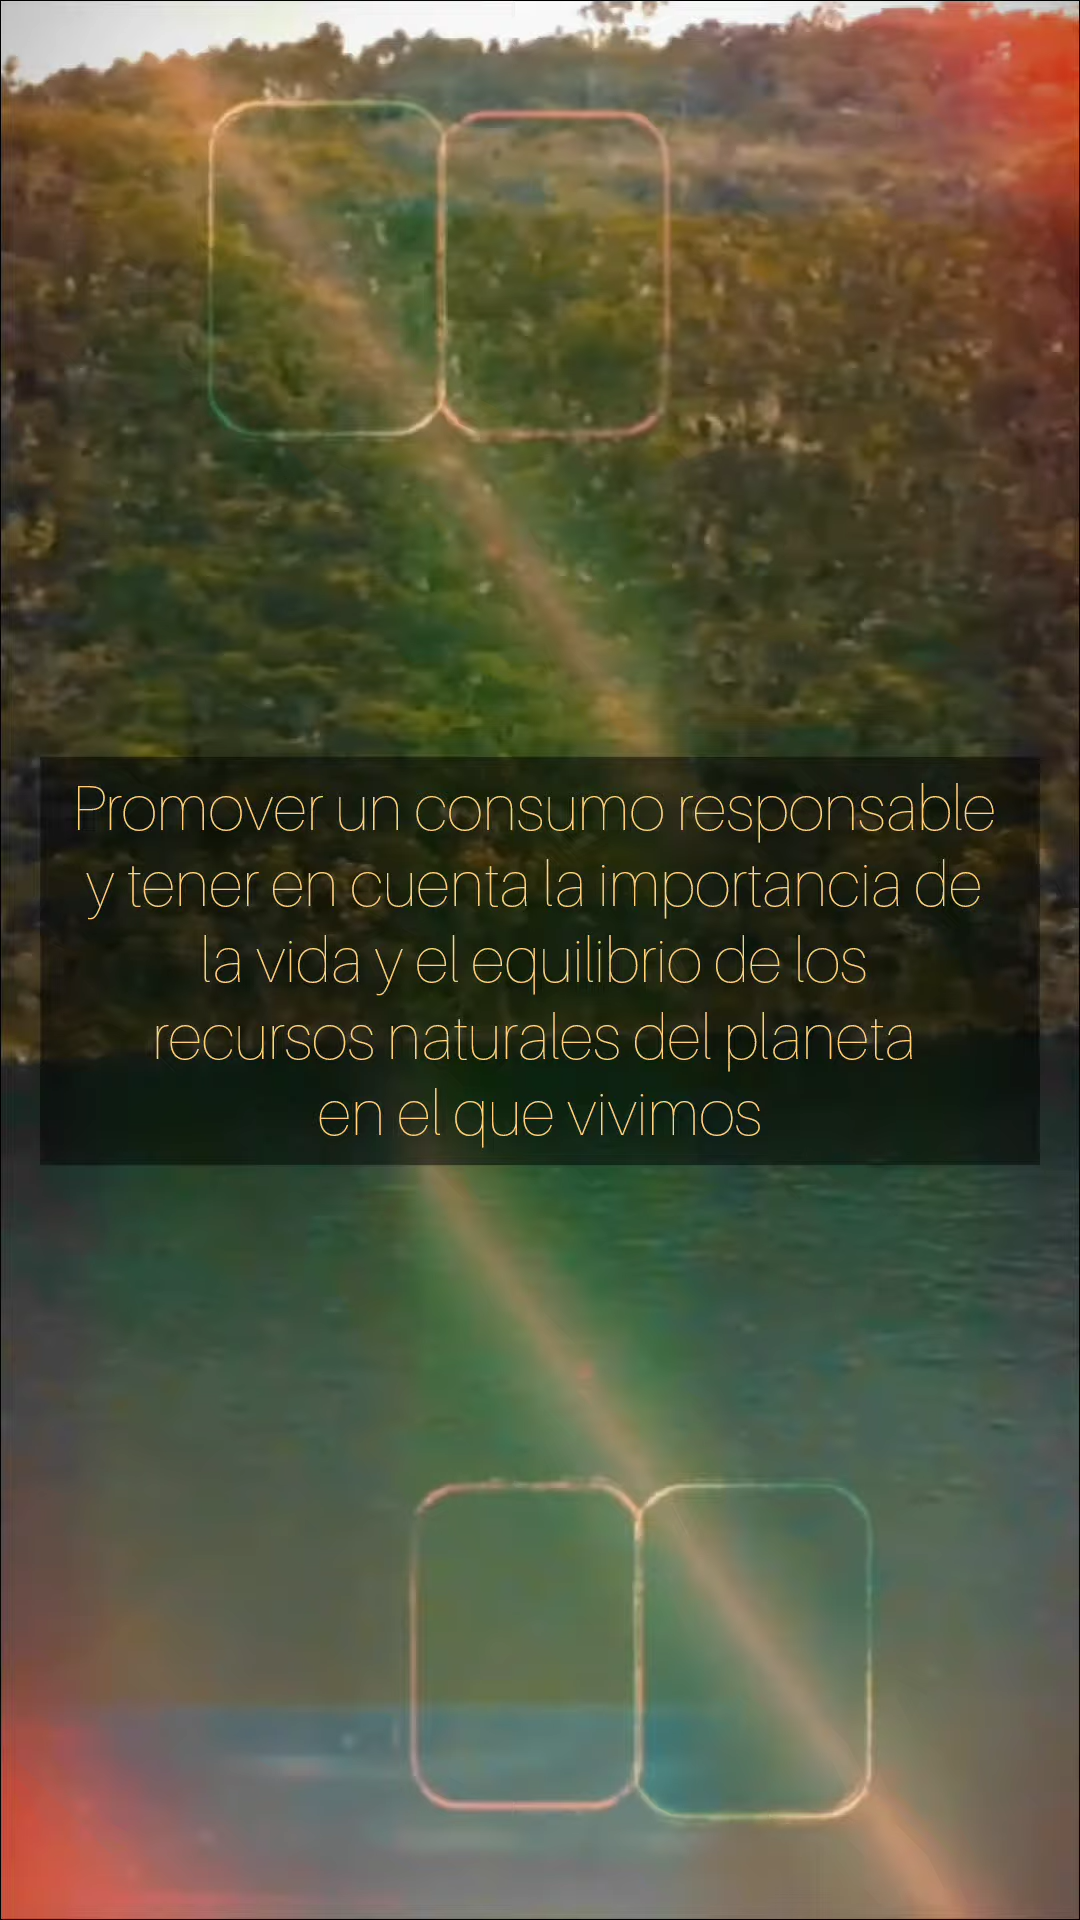 Promover un consumo responsable
y tener en cuenta la importancia de
la vida y el equilibrio de los
recursos naturales del planeta
en el que vivimos